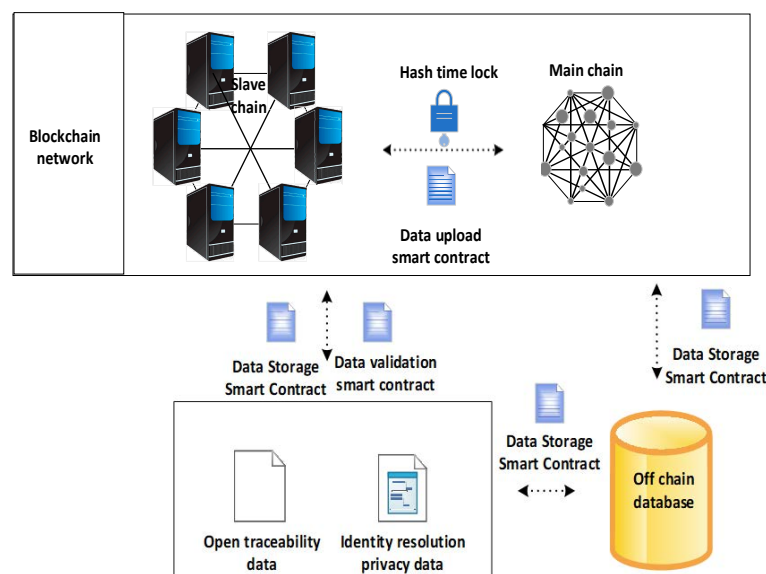 Blockchain
network
Slave
chain
Hash time lock
Main chain
Data upload
smart contract
Data Storage
Smart Contract
Data validation
smart contract
Data Storage
Smart Contract
Data Storage
Smart Contract
Off chain
database
Open traceability
data
Identity resolution
privacy data